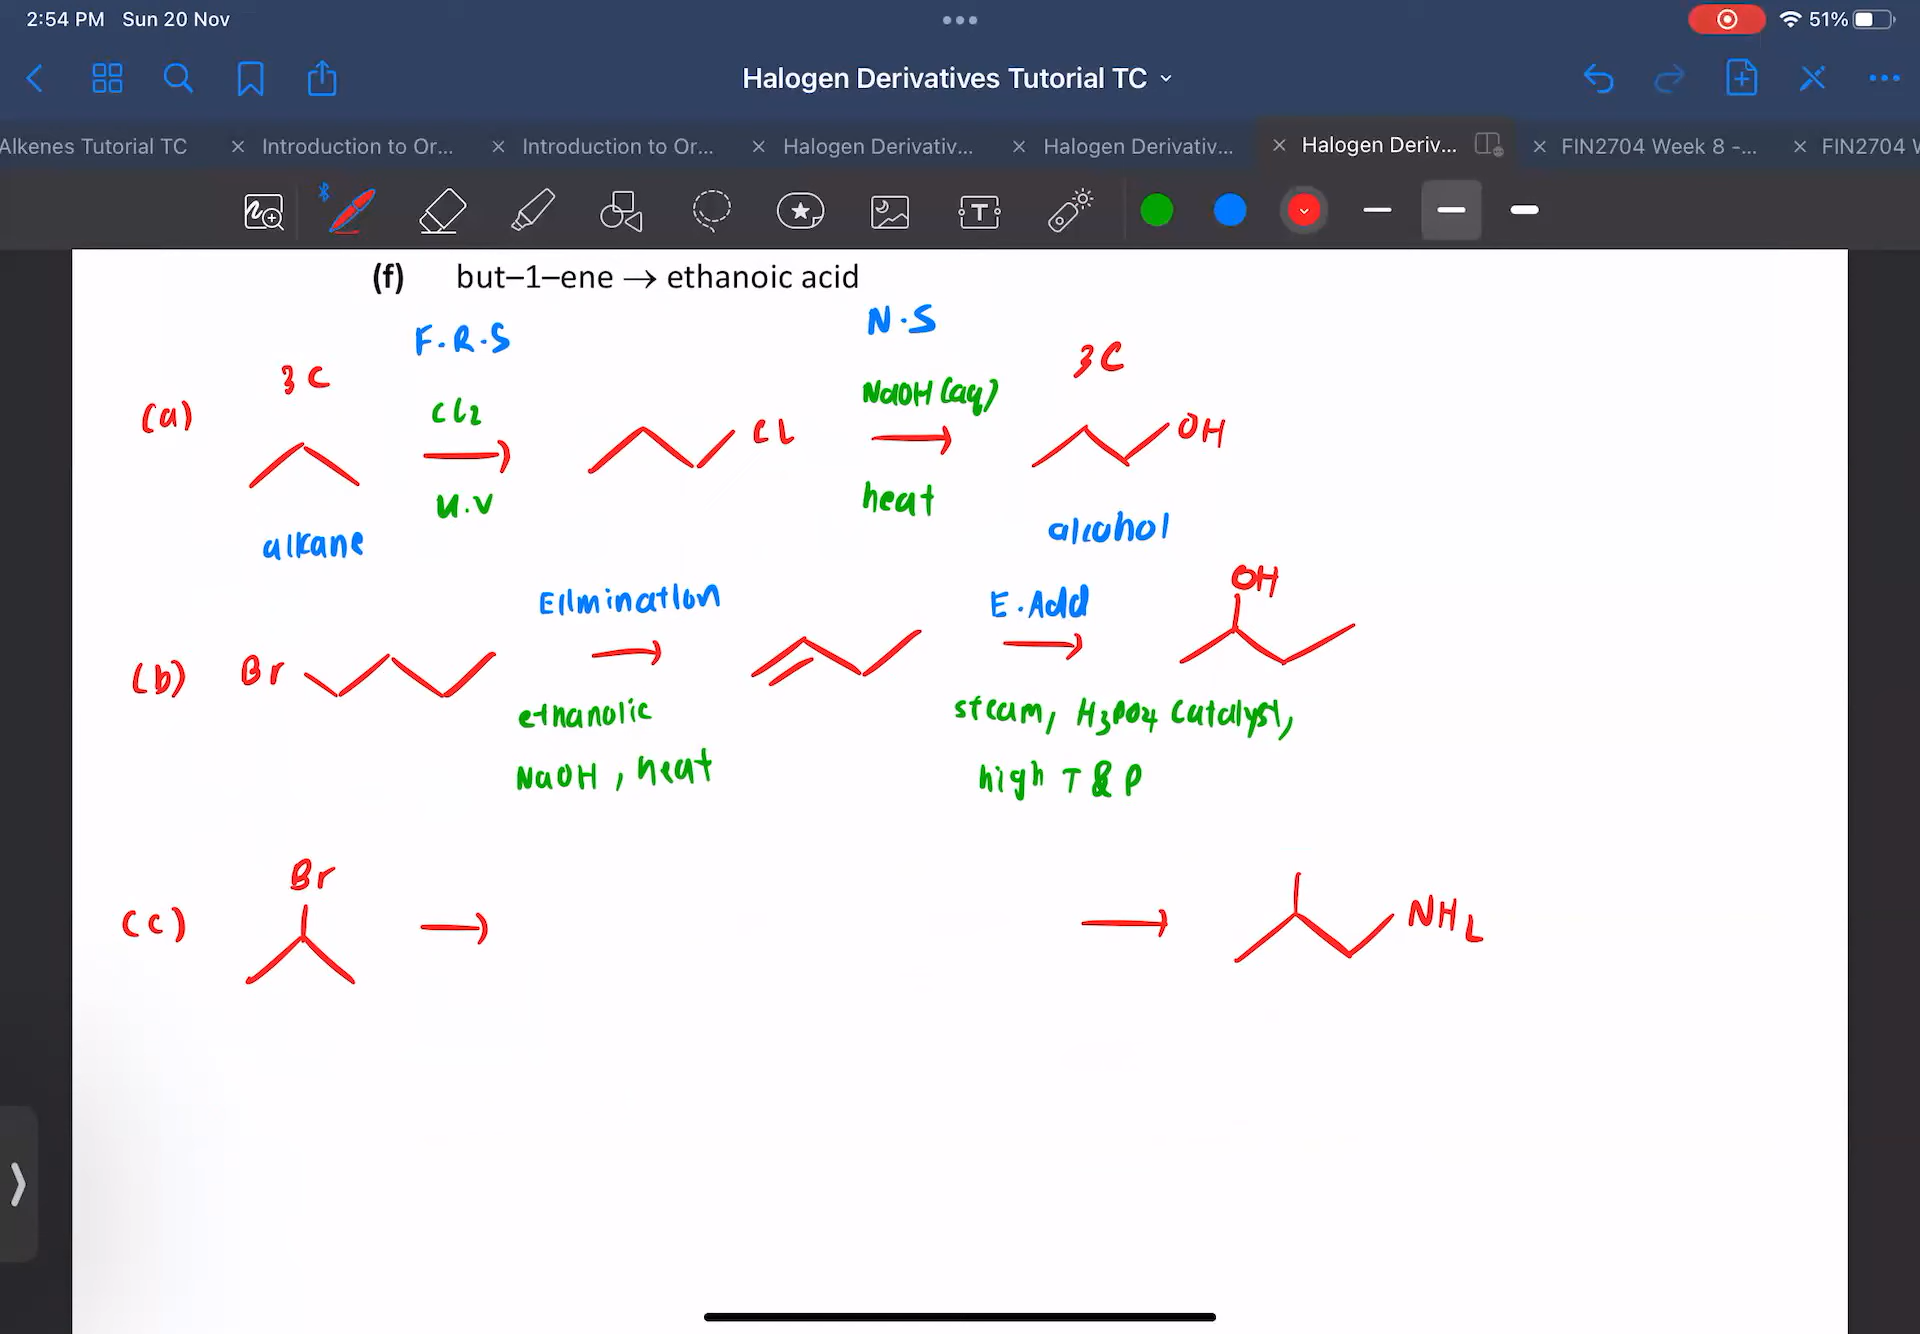 2:54 PM Sun 20 Nov
51%
Halogen Derivatives Tutorial TC
Alkenes Tutorial TC
Introduction to Or...
Introduction to Or...
Halogen Derivativ...
Halogen Derivativ...
Halogen Deriv...
FIN2704 Week 8 -...
FIN2704 W
T
(f) but–1–ene → ethanoic acid
F.R.S
N.S
3C
3C
(a)
Cl2
NaOH(aq)
CL
OH
U.V
heat
alkane
alcohol
OH
Elimination
E.Add
(b) Br
ethanolic
steam, H3PO4 catalyst,
NaOH, heat
high T & P
Br
(c)
NH2